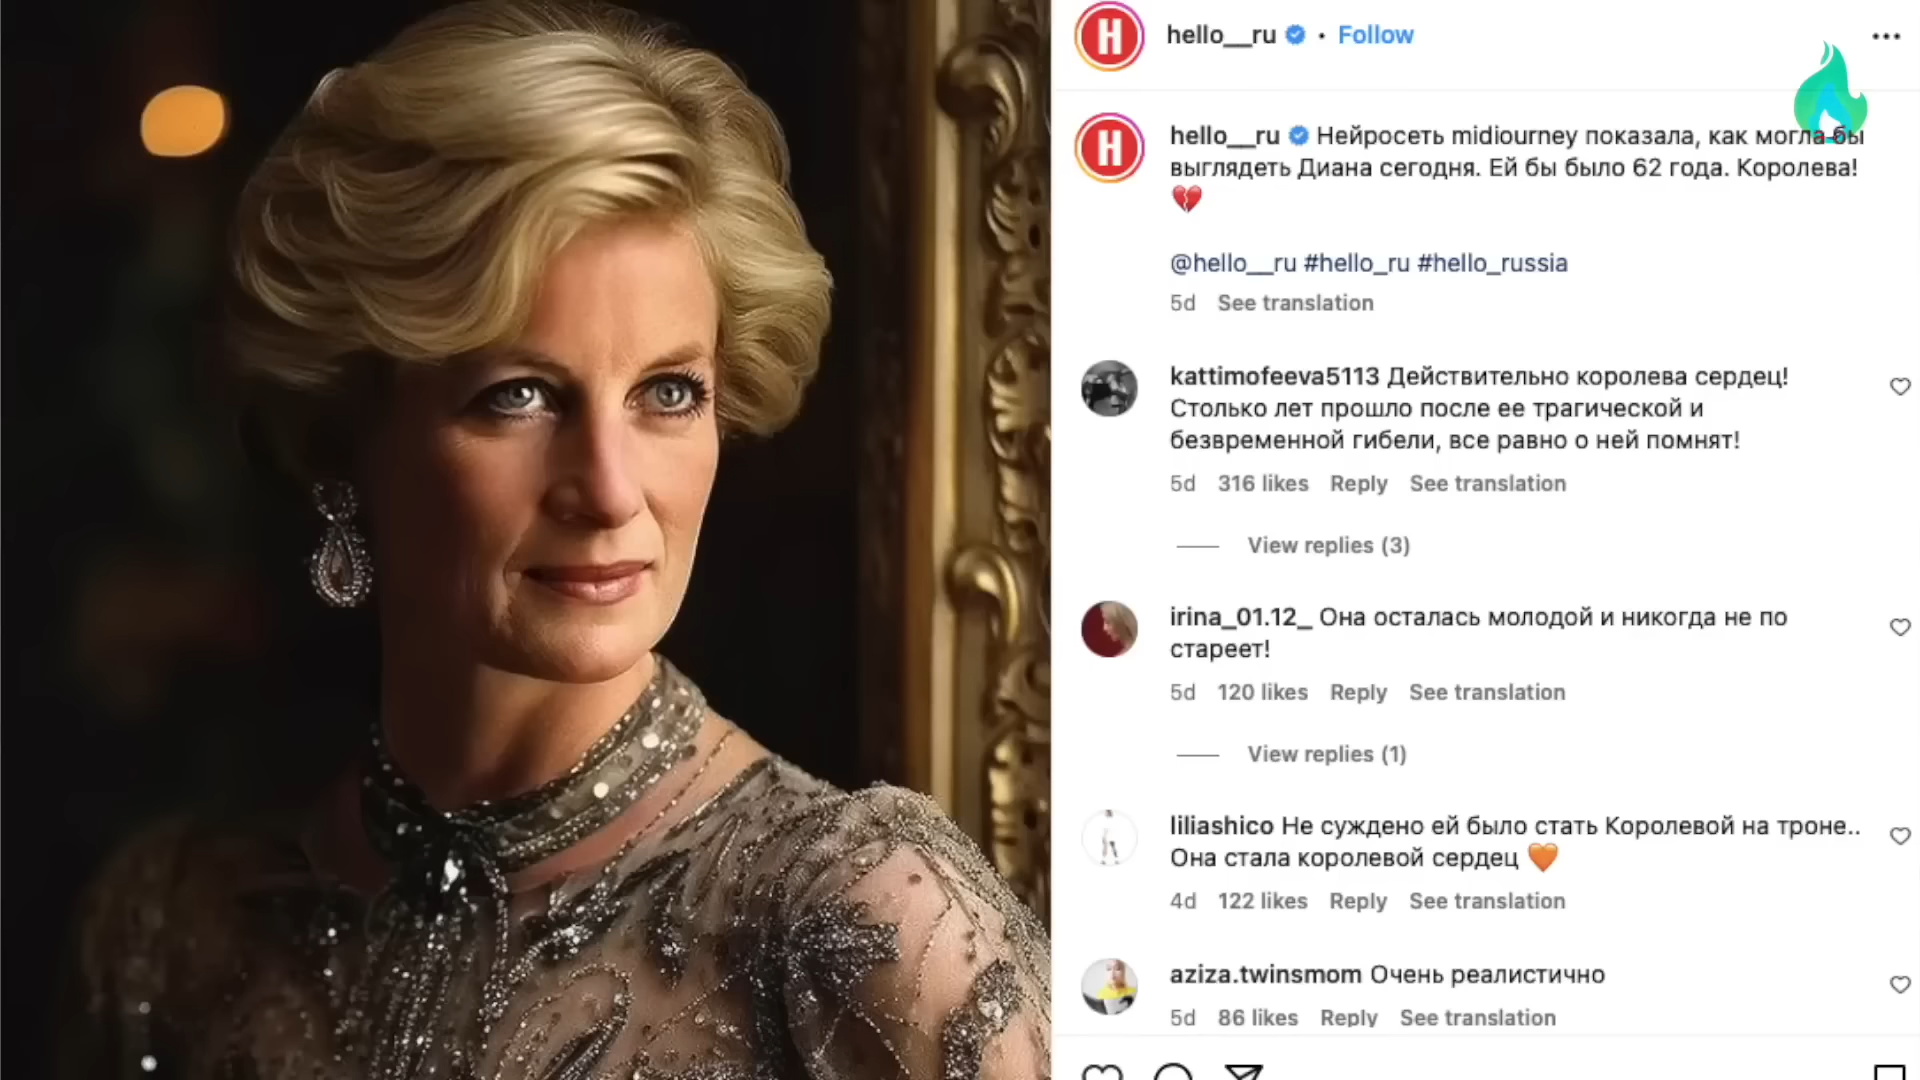 H hello__ru • Follow
H hello__ru Нейросеть midiourney показала, как могла бы
выглядеть Диана сегодня. Ей бы было 62 года. Королева!
@hello__ru #hello_ru #hello_russia
5d See translation
kattimofeeva5113 Действительно королева сердец!
Столько лет прошло после ее трагической и
безвременной гибели, все равно о ней помнят!
5d 316 likes Reply See translation
View replies (3)
irina_01.12_ Она осталась молодой и никогда не по
стареет!
5d 120 likes Reply See translation
View replies (1)
liliashico Не суждено ей было стать Королевой на троне..
Она стала королевой сердец
4d 122 likes Reply See translation
aziza.twinsmom Очень реалистично
5d 86 likes Reply See translation